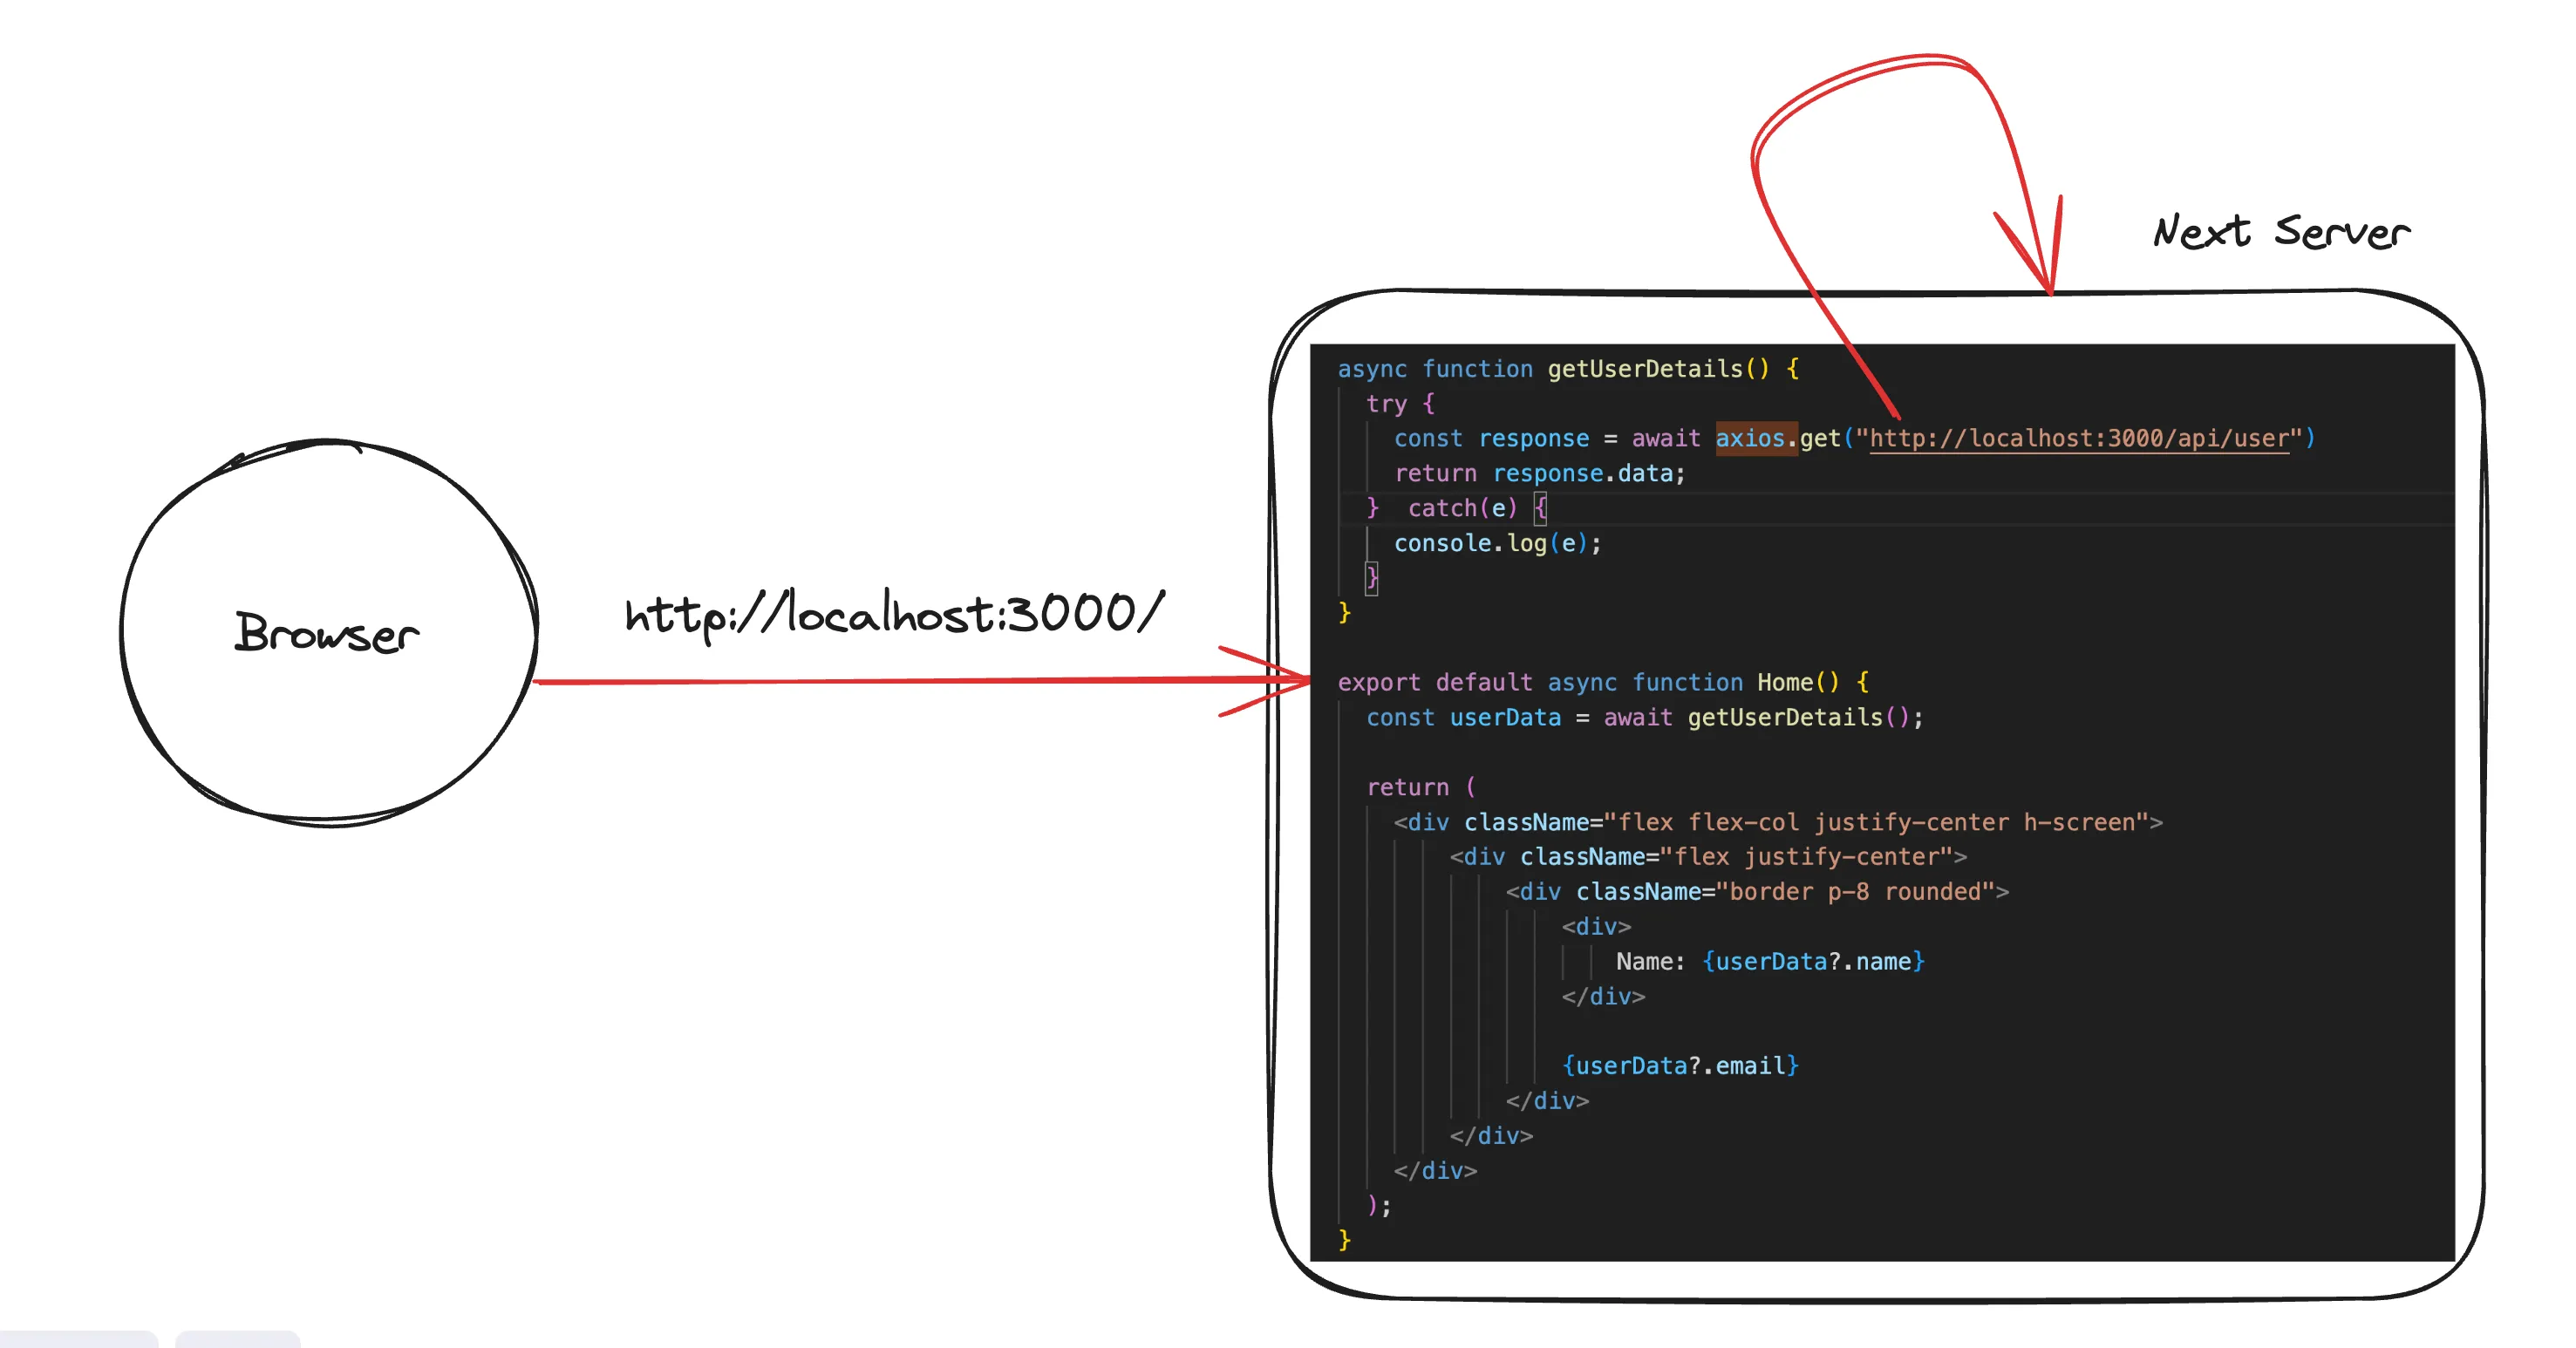 Next Server
Browser
http://localhost:3000/
async function getUserDetails() {
try {
const response = await axios.get("http://localhost:3000/api/user")
return response.data;
} catch(e) {
console.log(e);
}
}
export default async function Home() {
const userData = await getUserDetails();
return (
<div className="flex flex-col justify-center h-screen">
<div className="flex justify-center">
<div className="border p-8 rounded">
<div>
Name: {userData?.name}
</div>
{userData?.email}
</div>
</div>
</div>
);
}